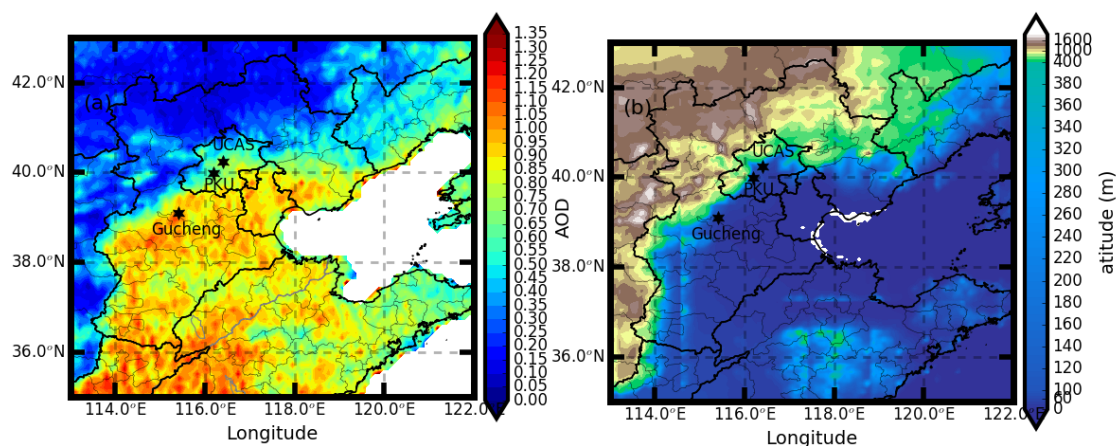 42.0°N
40.0°N
38.0°N
36.0°N
(a)
UCAS
PKU
Gucheng
114.0°E
116.0°E
118.0°E
120.0°E
122.0
Longitude
1.35
1.30
1.25
1.20
1.15
1.10
1.05
1.00
0.95
0.90
0.85
0.80
0.75
0.70
0.65
0.60
0.55
0.50
0.45
0.40
0.35
0.30
0.25
0.20
0.15
0.10
0.05
0.00
AOD
42.0°N
40.0°N
38.0°N
36.0°N
(b)
UCAS
PKU
Gucheng
114.0°E
116.0°E
118.0°E
120.0°E
122.0°E
Longitude
1600
1000
400
380
360
340
320
300
280
260
240
200
180
160
140
120
100
60
atitude (m)